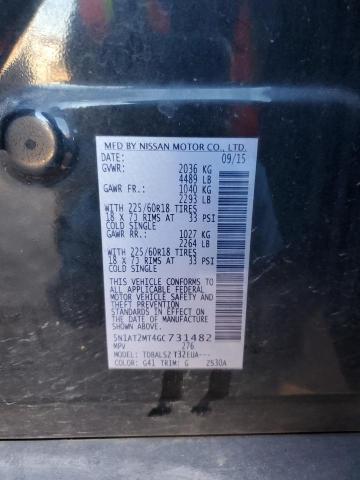 MFD BY NISSAN MOTOR CO., LTD.
DATE: 09/15
GVWR: 2036 KG
4489 LB
GAWR FR.: 1040 KG
2293 LB
WITH 225/60R18 TIRES
18 X 7J RIMS AT 33 PSI
COLD SINGLE
GAWR RR.: 1027 KG
2264 LB
WITH 225/60R18 TIRES
18 X 7J RIMS AT 33 PSI
COLD SINGLE
THIS VEHICLE CONFORMS TO ALL
APPLICABLE FEDERAL MOTOR
VEHICLE SAFETY, BUMPER, AND
THEFT PREVENTION STANDARDS IN
EFFECT ON THE DATE OF
MANUFACTURE SHOWN ABOVE.
5N1AT2MT4GC731482
MPV 276
MODEL: TDBALSZ T32EUA---
COLOR: G41 TRIM: G 2S30A